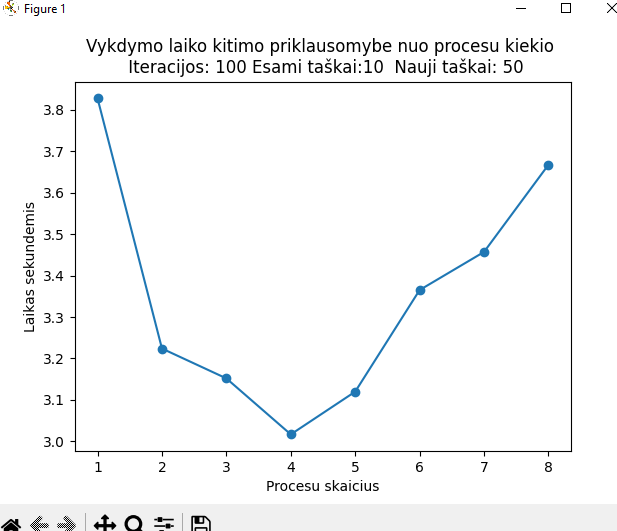 Figure 1
Vykdymo laiko kitimo priklausomybe nuo procesu kiekio
Iteracijos: 100 Esami taškai:10  Nauji taškai: 50
3.8
3.7
3.6
3.5
3.4
3.3
3.2
3.1
3.0
Laikas sekundemis
1 2 3 4 5 6 7 8
Procesu skaicius